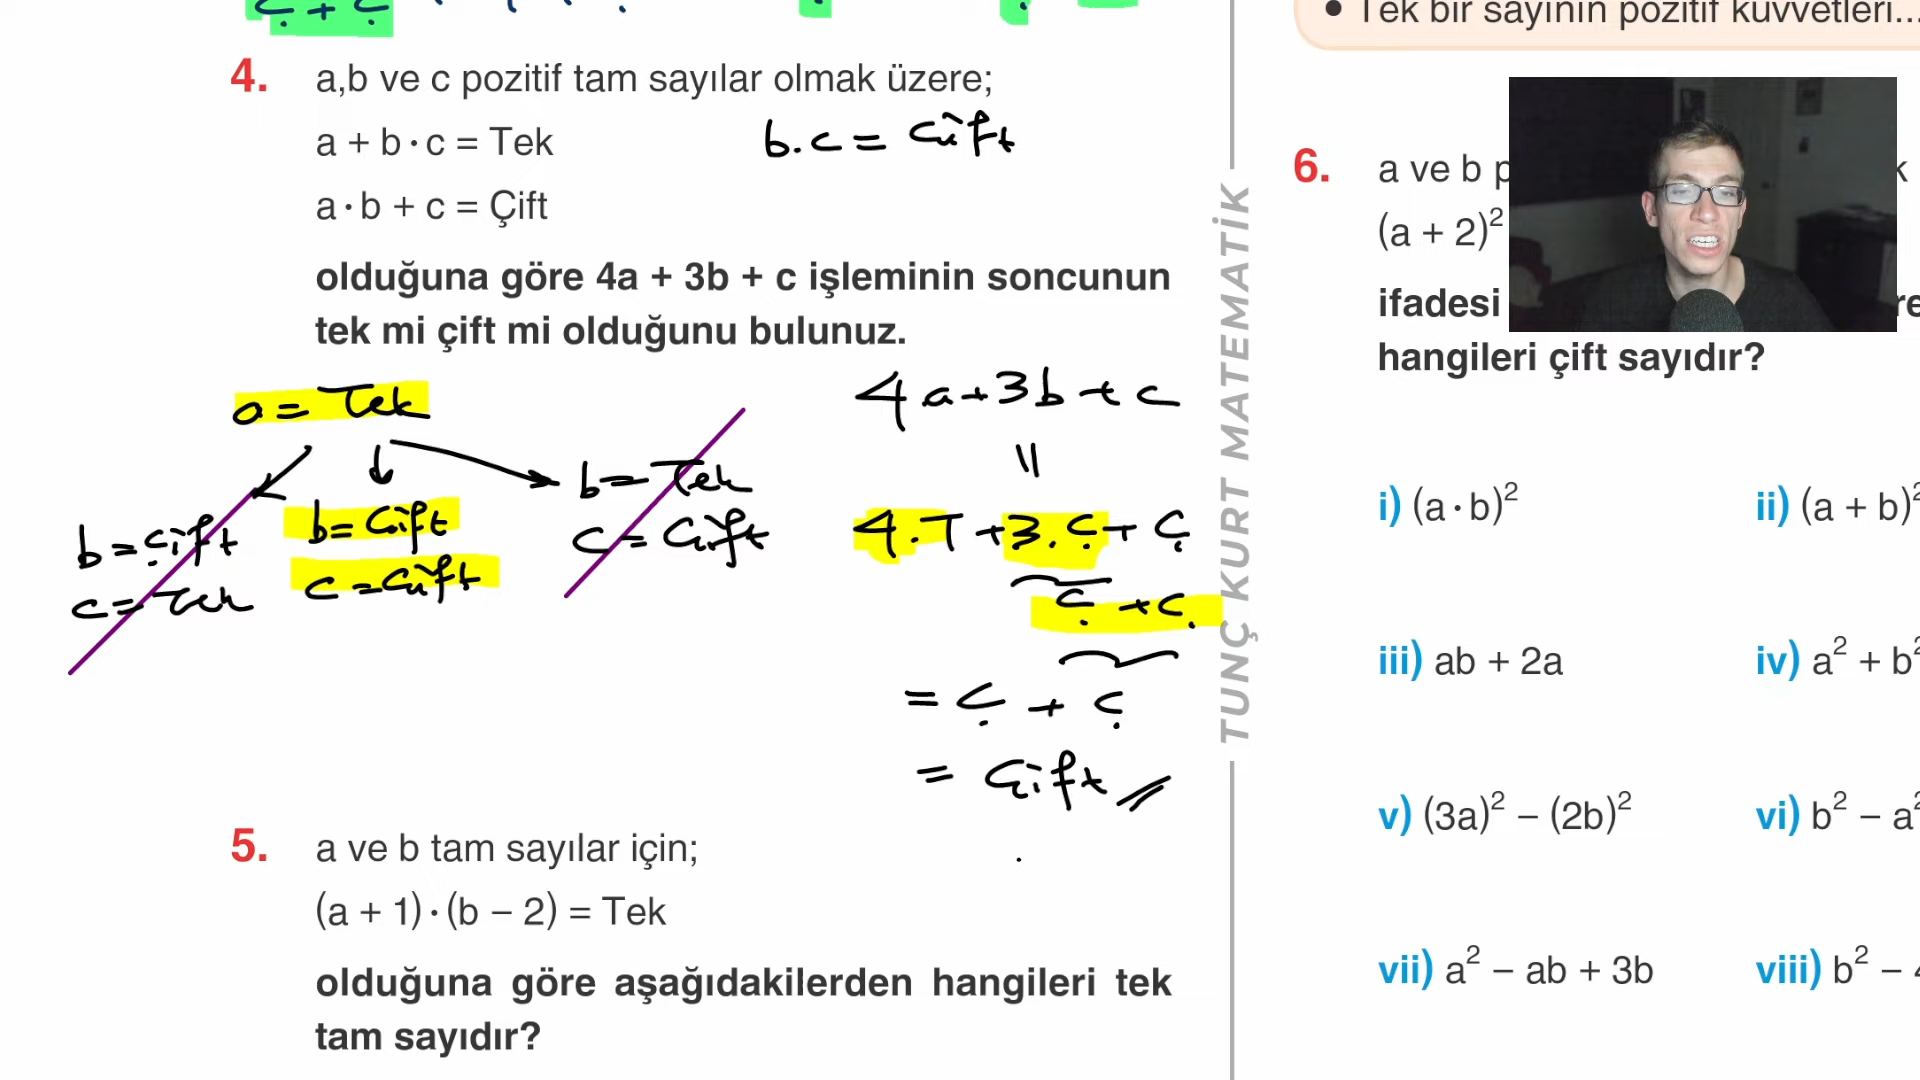 Ç + Ç
4. a,b ve c pozitif tam sayılar olmak üzere;
a + b·c = Tek
b.c = Çift
a·b + c = Çift
olduğuna göre 4a + 3b + c işleminin soncunun
tek mi çift mi olduğunu bulunuz.
a = Tek
b = Çift
c = Tek
b = Çift
c = Çift
b = Tek
c = Çift
4a + 3b + c
=
4.T + 3.Ç + Ç
Ç + Ç
= Ç + Ç
= Çift
5. a ve b tam sayılar için;
(a + 1)·(b – 2) = Tek
olduğuna göre aşağıdakilerden hangileri tek
tam sayıdır?
TUNÇ KURT MATEMATİK
• Tek bir sayının pozitif kuvvetleri...
6. a ve b p
(a + 2)²
ifadesi
hangileri çift sayıdır?
i) (a·b)²
ii) (a + b)²
iii) ab + 2a
iv) a² + b²
v) (3a)² – (2b)²
vi) b² – a²
vii) a² – ab + 3b
viii) b² –